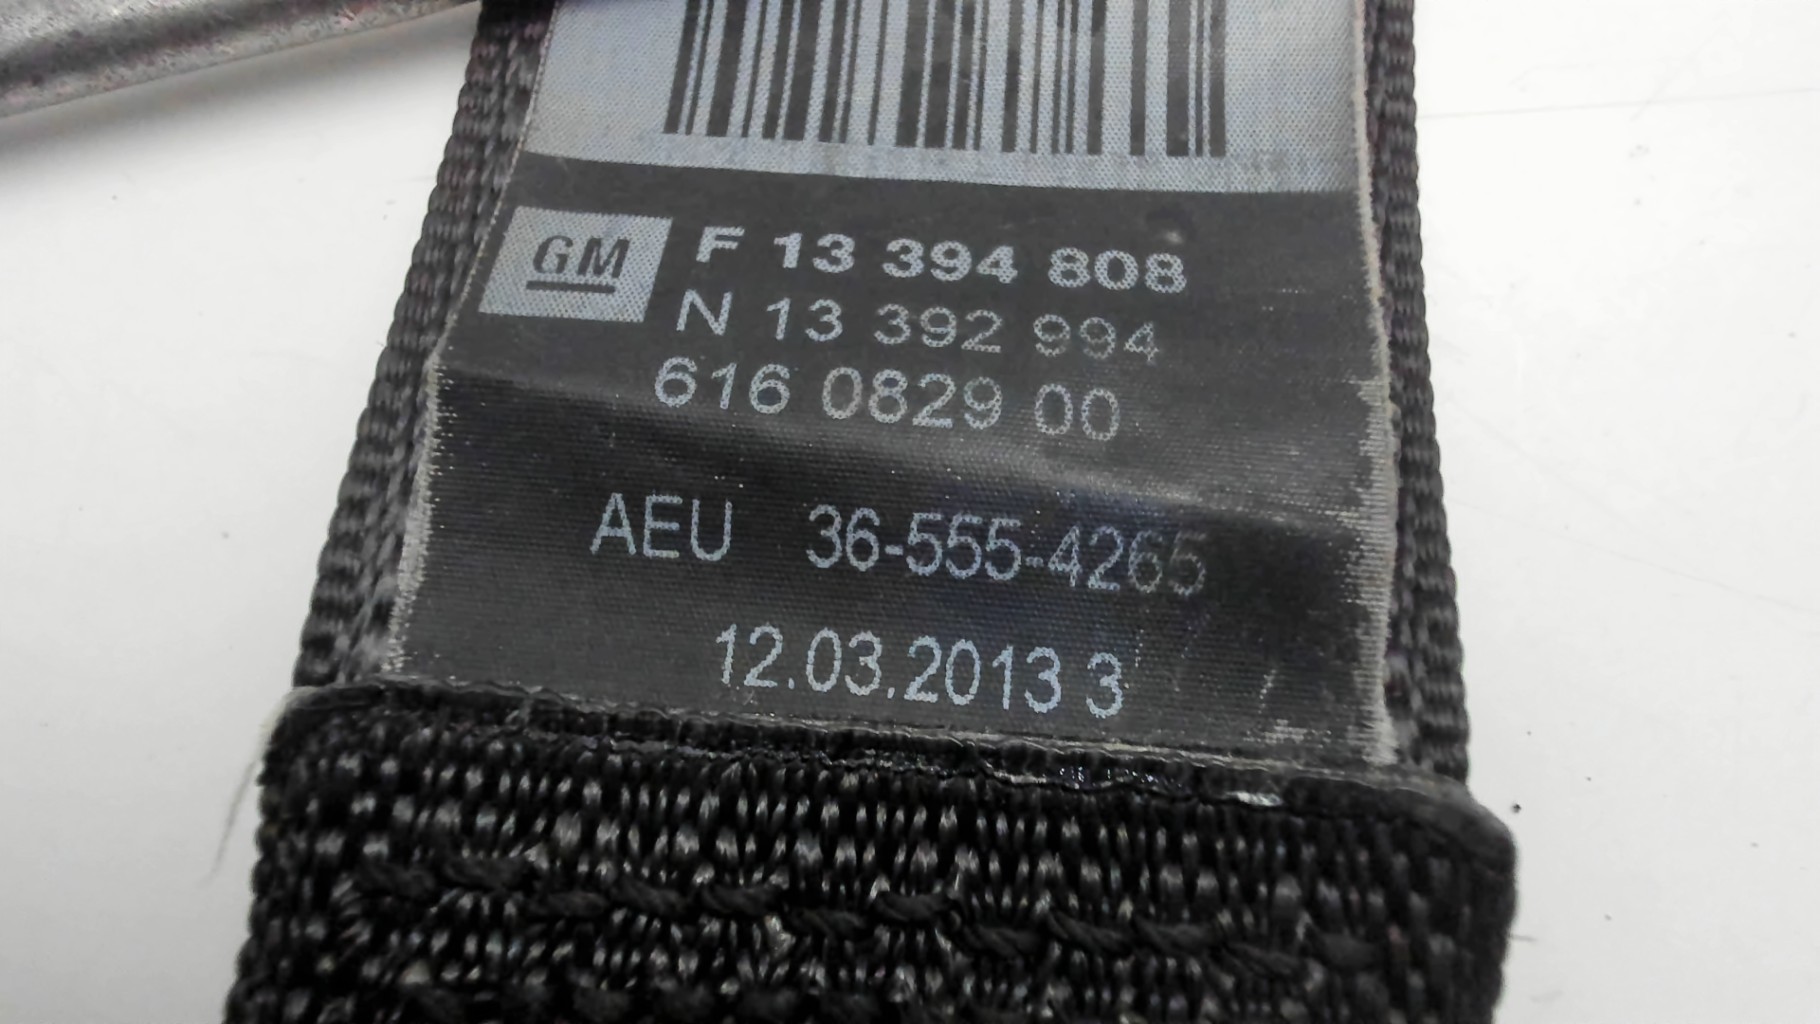 GM F 13 394 808
N 13 392 994
616 0829 00
AEU 36-555-4265
12.03.2013 3